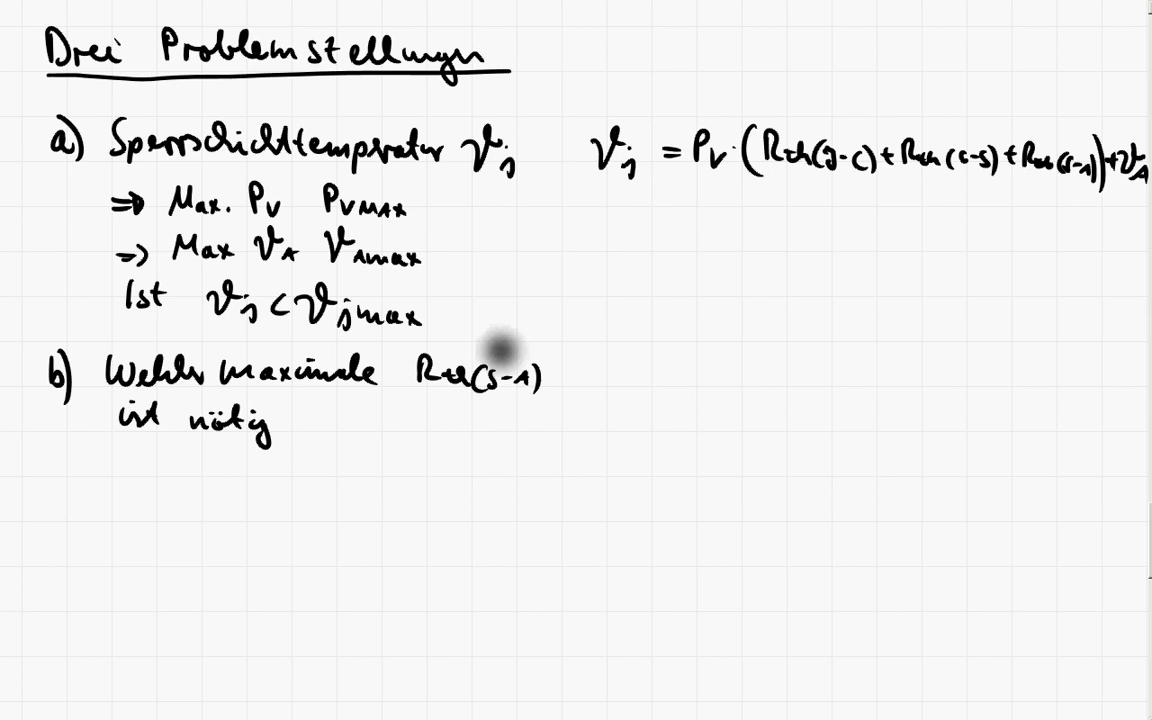 Drei Problemstellungen
a) Sperrschichttemperatur ϑj ϑj = PV · (Rth(j-c) + Rth(c-s) + Rth(s-A)) + ϑA
⇒ Max. PV PVMAX
⇒ Max ϑA ϑAmax
Ist ϑj < ϑjmax
b) Welcher maximale Rth(s-A)
ist nötig